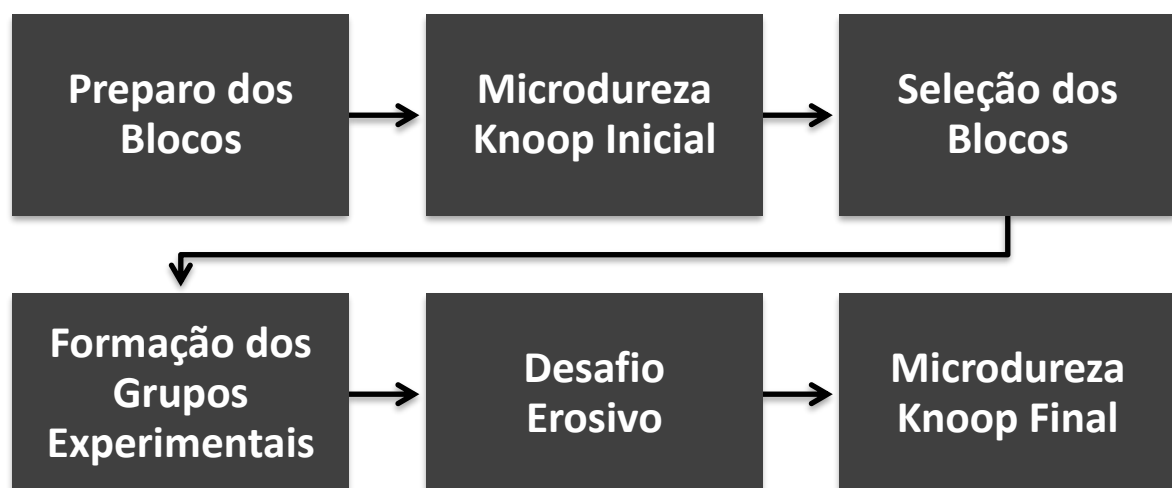 Preparo dos
Blocos
Microdureza
Knoop Inicial
Seleção dos
Blocos
Formação dos
Grupos
Experimentais
Desafio
Erosivo
Microdureza
Knoop Final